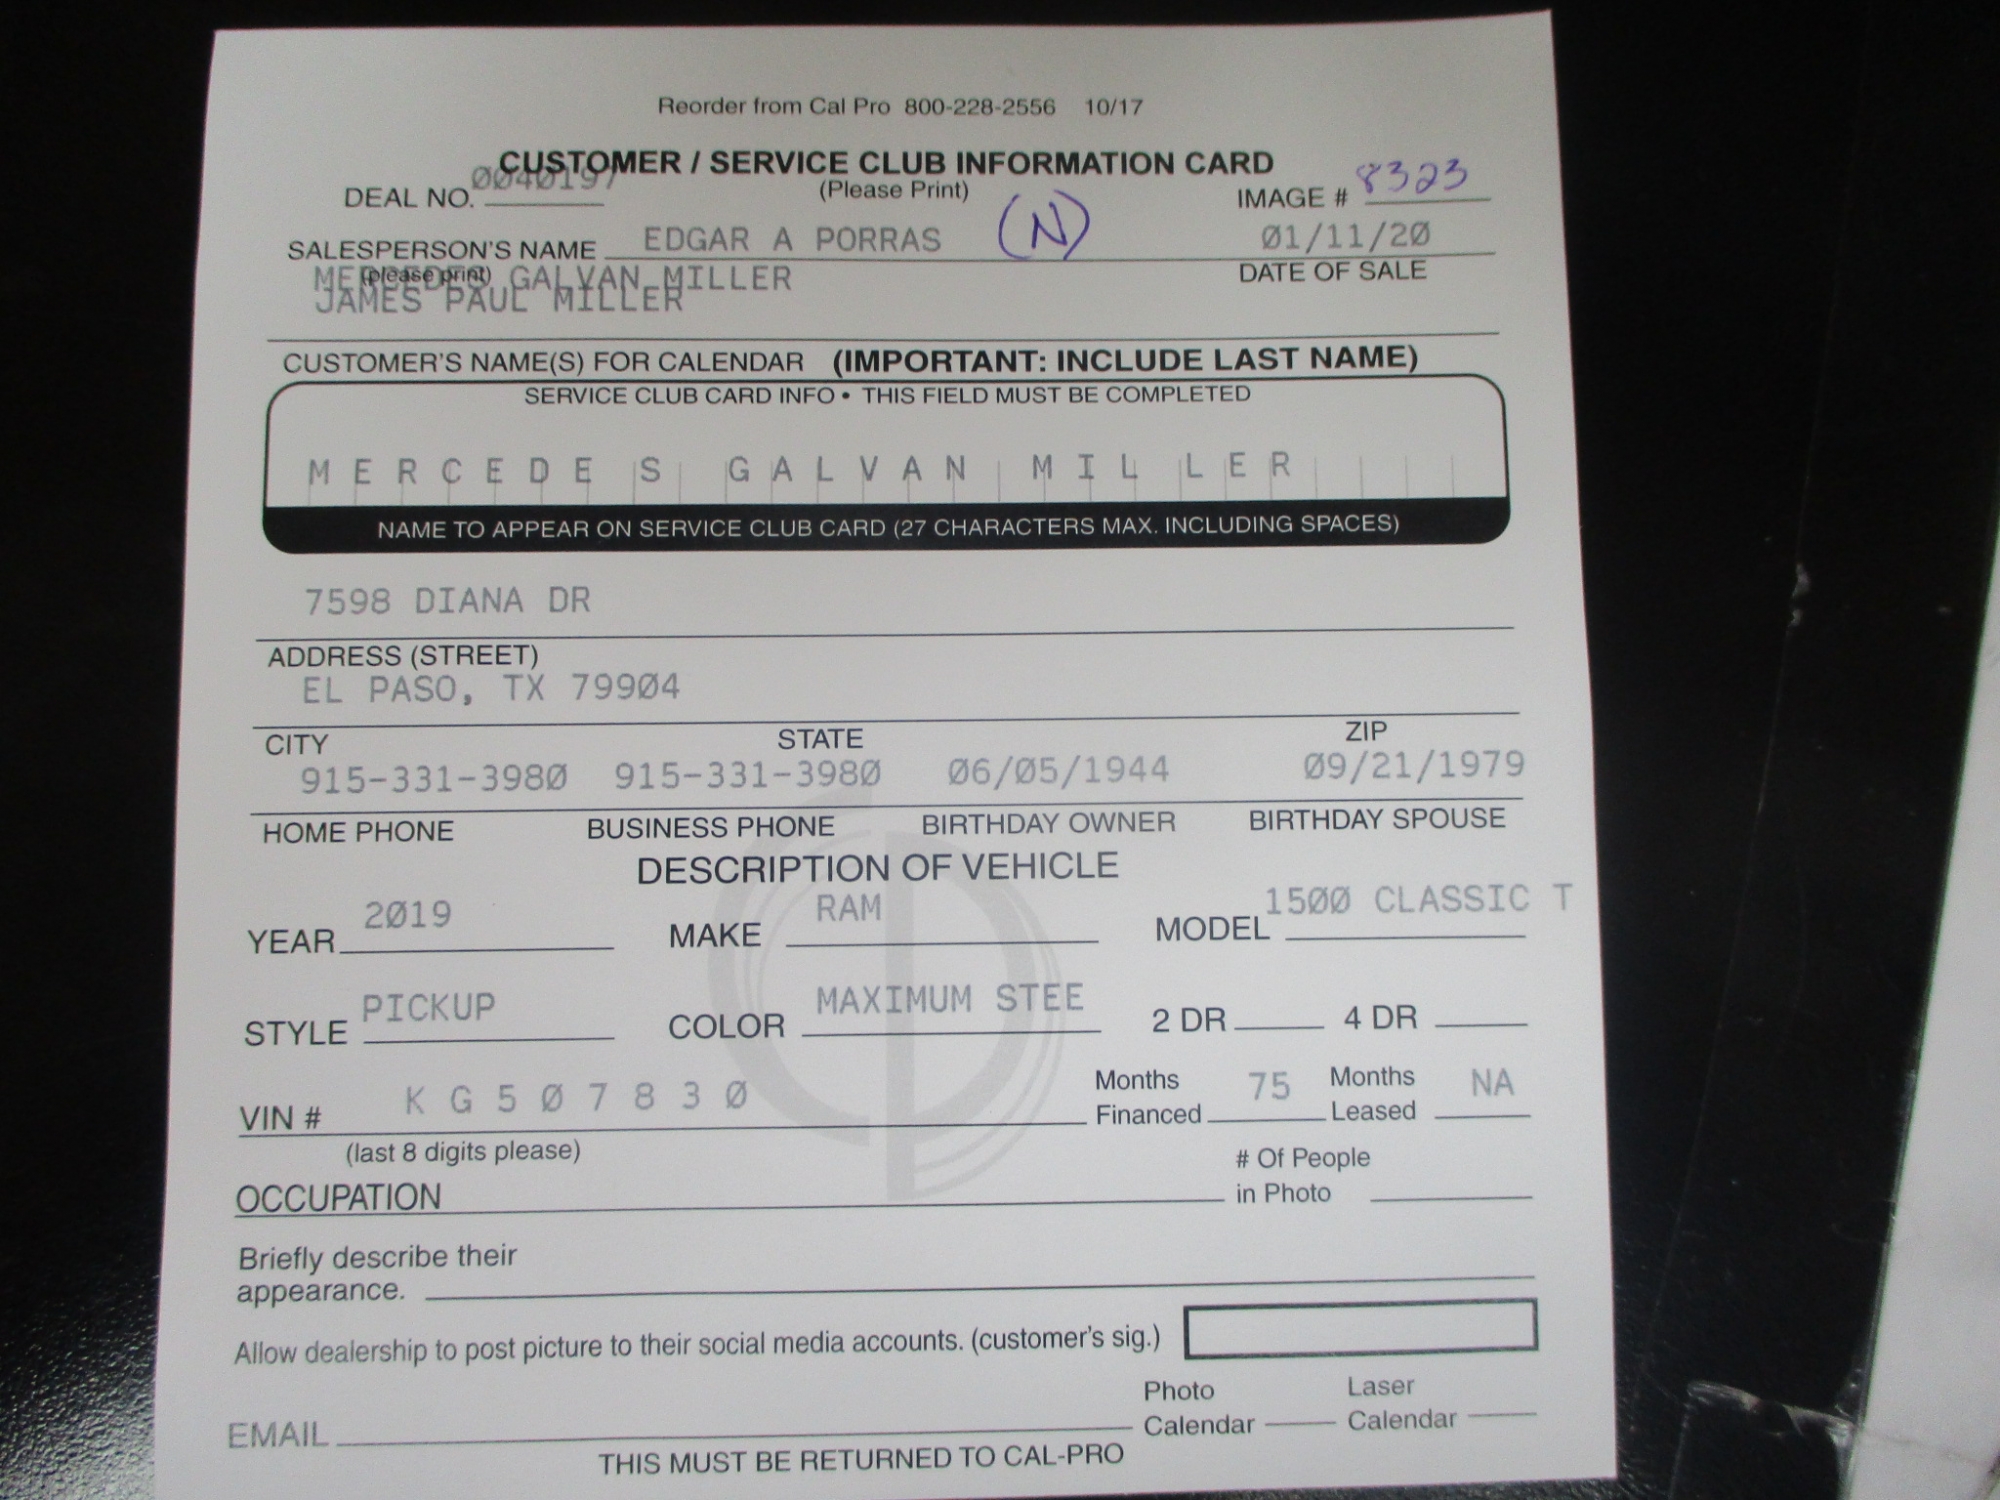 Reorder from Cal Pro 800-228-2556 10/17
CUSTOMER / SERVICE CLUB INFORMATION CARD
DEAL NO. 0040197 (Please Print) IMAGE # 8323
SALESPERSON'S NAME EDGAR A PORRAS (N) 01/11/20
(please print) DATE OF SALE
MERCEDES GALVAN MILLER
JAMES PAUL MILLER
CUSTOMER'S NAME(S) FOR CALENDAR (IMPORTANT: INCLUDE LAST NAME)
SERVICE CLUB CARD INFO • THIS FIELD MUST BE COMPLETED
MERCEDES GALVAN MILLER
NAME TO APPEAR ON SERVICE CLUB CARD (27 CHARACTERS MAX. INCLUDING SPACES)
7598 DIANA DR
ADDRESS (STREET)
EL PASO, TX 79904
CITY STATE ZIP
915-331-3980 915-331-3980 06/05/1944 09/21/1979
HOME PHONE BUSINESS PHONE BIRTHDAY OWNER BIRTHDAY SPOUSE
DESCRIPTION OF VEHICLE
YEAR 2019 MAKE RAM MODEL 1500 CLASSIC T
STYLE PICKUP COLOR MAXIMUM STEE 2 DR 4 DR
VIN # KG507830 Months Financed 75 Months Leased NA
(last 8 digits please)
OCCUPATION # Of People in Photo
Briefly describe their
appearance.
Allow dealership to post picture to their social media accounts. (customer's sig.)
EMAIL Photo Calendar Laser Calendar
THIS MUST BE RETURNED TO CAL-PRO